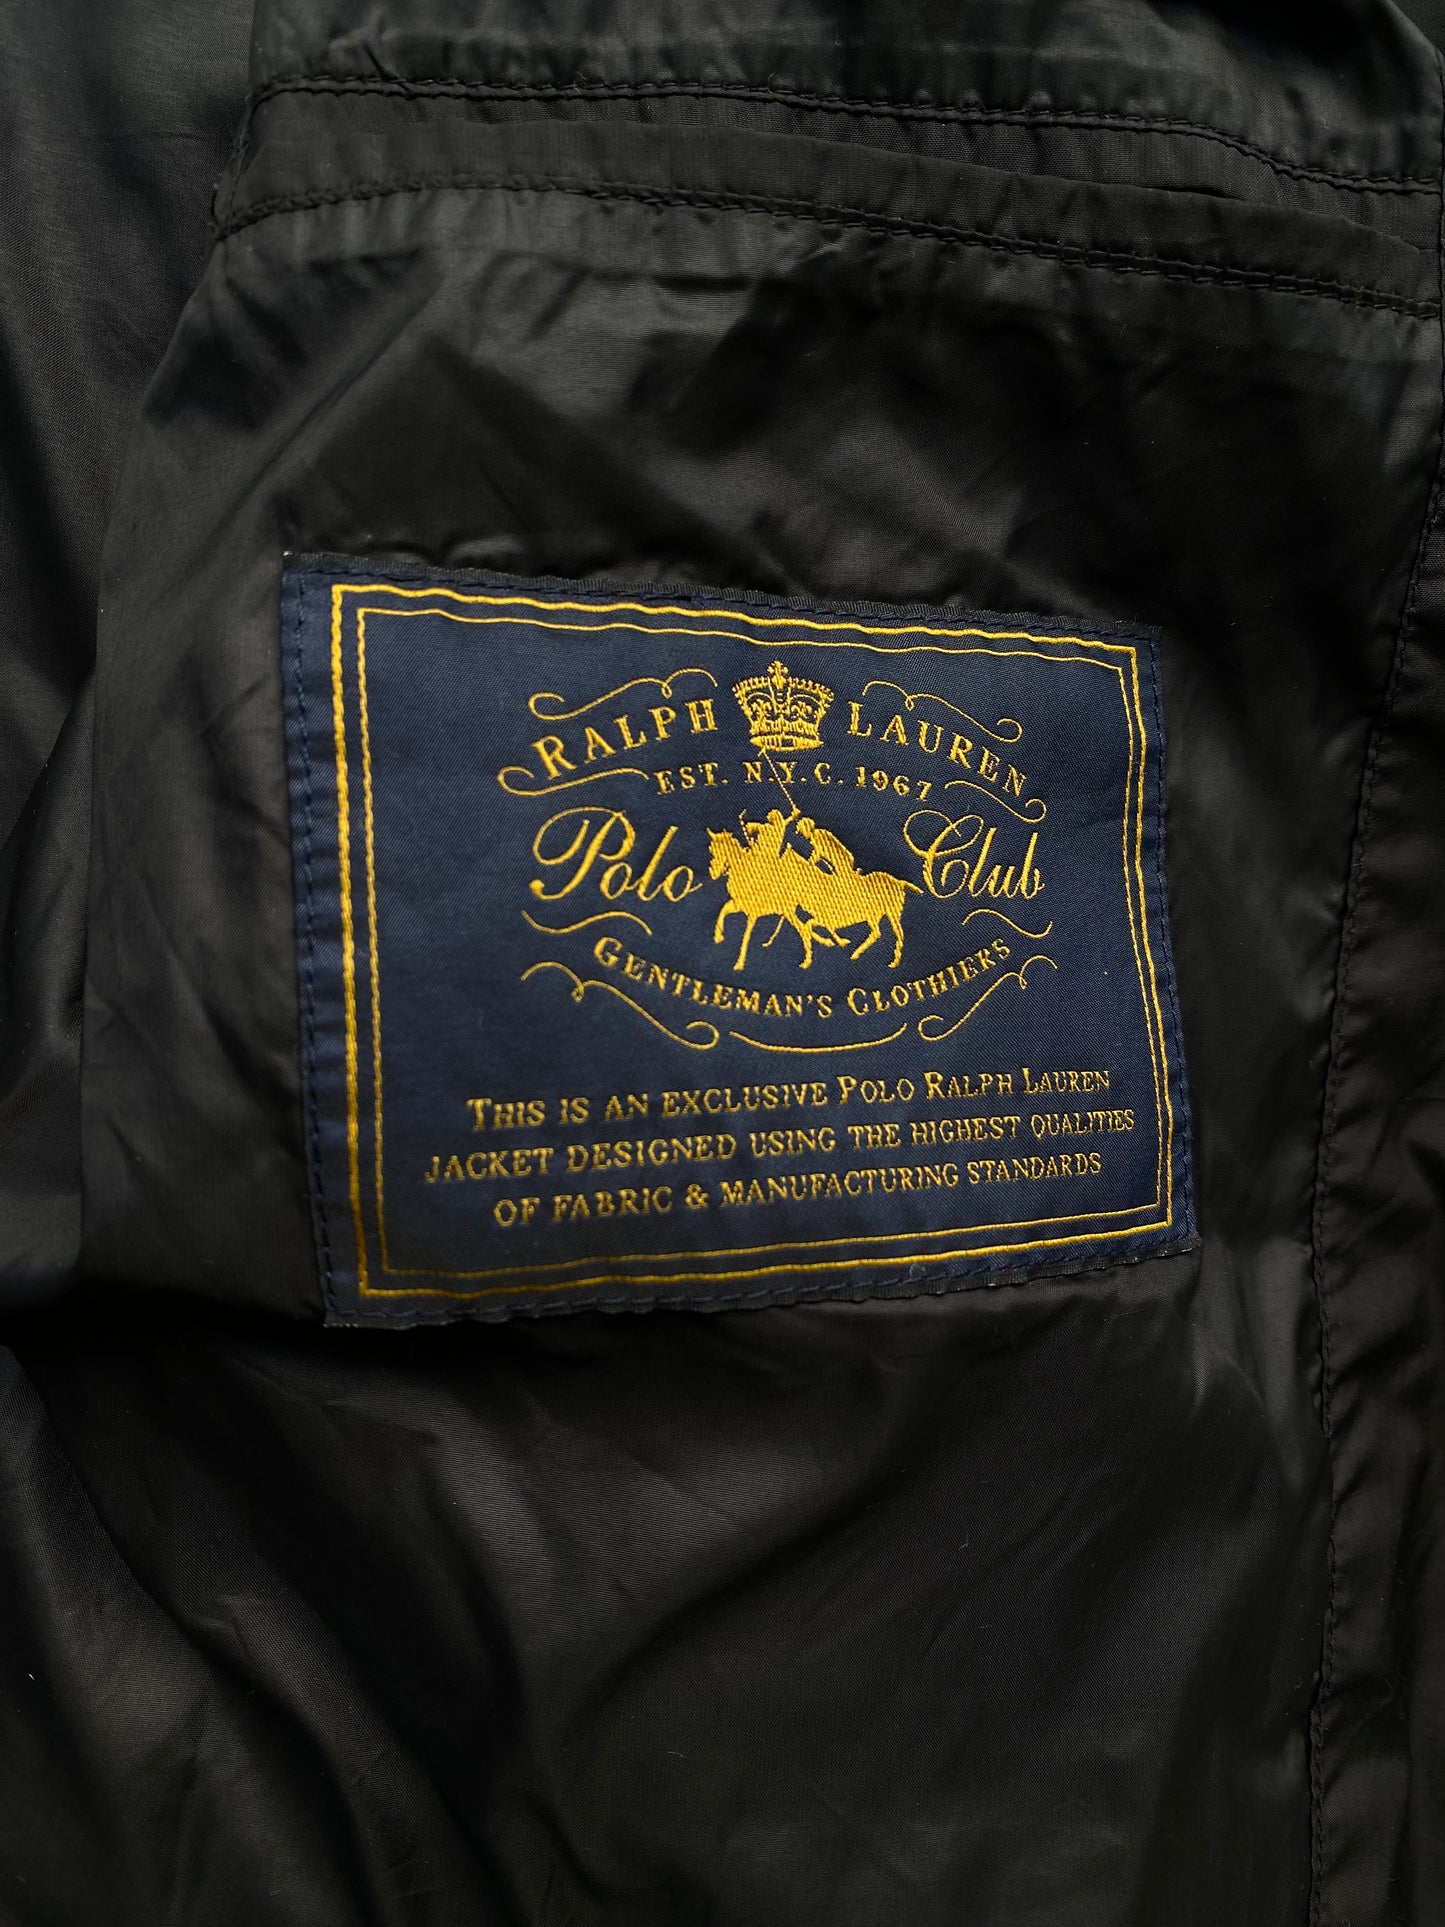 RALPH LAUREN
EST. N.Y.C. 1967
Polo Club
GENTLEMAN'S CLOTHIERS
THIS IS AN EXCLUSIVE POLO RALPH LAUREN
JACKET DESIGNED USING THE HIGHEST QUALITIES
OF FABRIC & MANUFACTURING STANDARDS